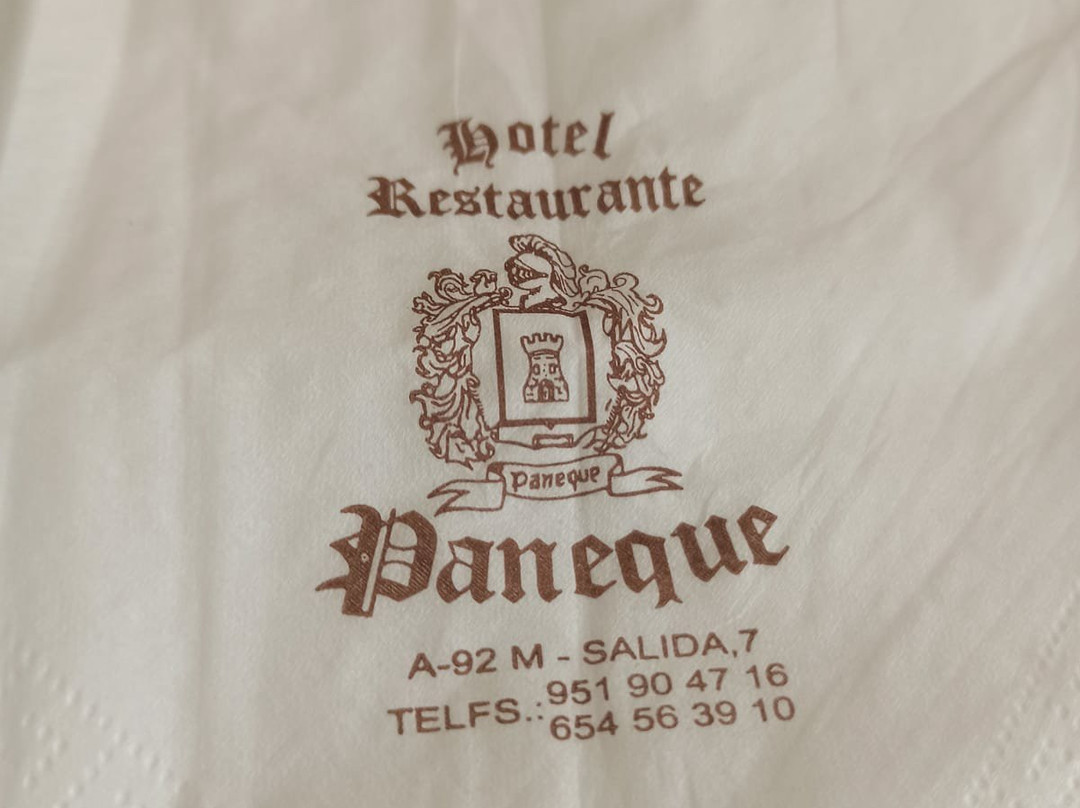 Hotel
Restaurante
Paneque
Paneque
A-92 M - SALIDA,7
TELFS.: 951 90 47 16
654 56 39 10